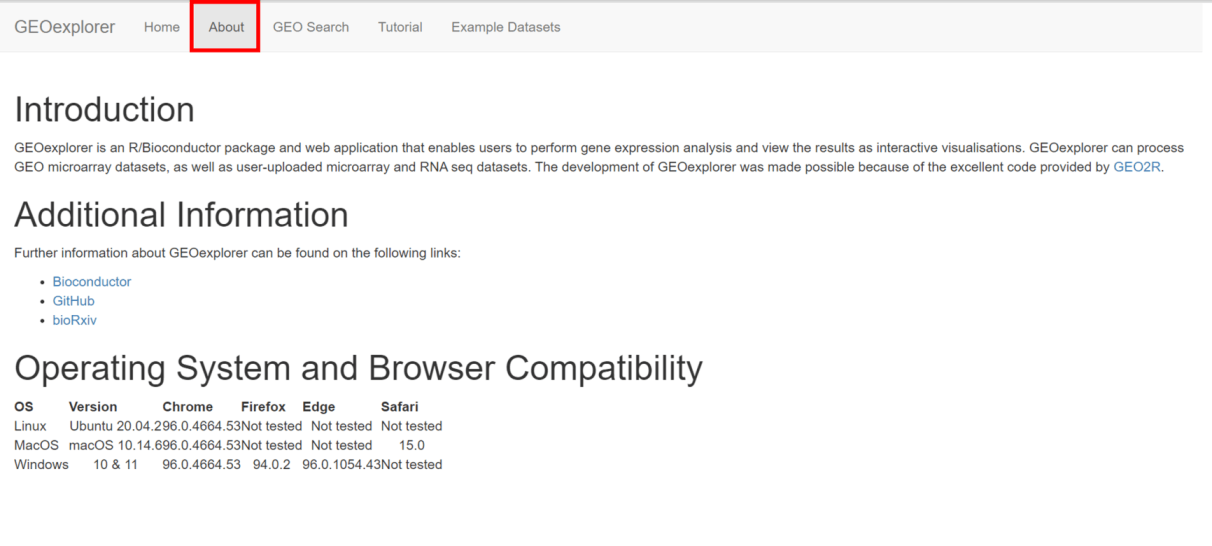 GEOexplorer Home About GEO Search Tutorial Example Datasets
Introduction
GEOexplorer is an R/Bioconductor package and web application that enables users to perform gene expression analysis and view the results as interactive visualisations. GEOexplorer can process
GEO microarray datasets, as well as user-uploaded microarray and RNA seq datasets. The development of GEOexplorer was made possible because of the excellent code provided by GEO2R.
Additional Information
Further information about GEOexplorer can be found on the following links:
• Bioconductor
• GitHub
• bioRxiv
Operating System and Browser Compatibility
OS Version Chrome Firefox Edge Safari
Linux Ubuntu 20.04.2 96.0.4664.53 Not tested Not tested Not tested
MacOS macOS 10.14.6 96.0.4664.53 Not tested Not tested 15.0
Windows 10 & 11 96.0.4664.53 94.0.2 96.0.1054.43 Not tested